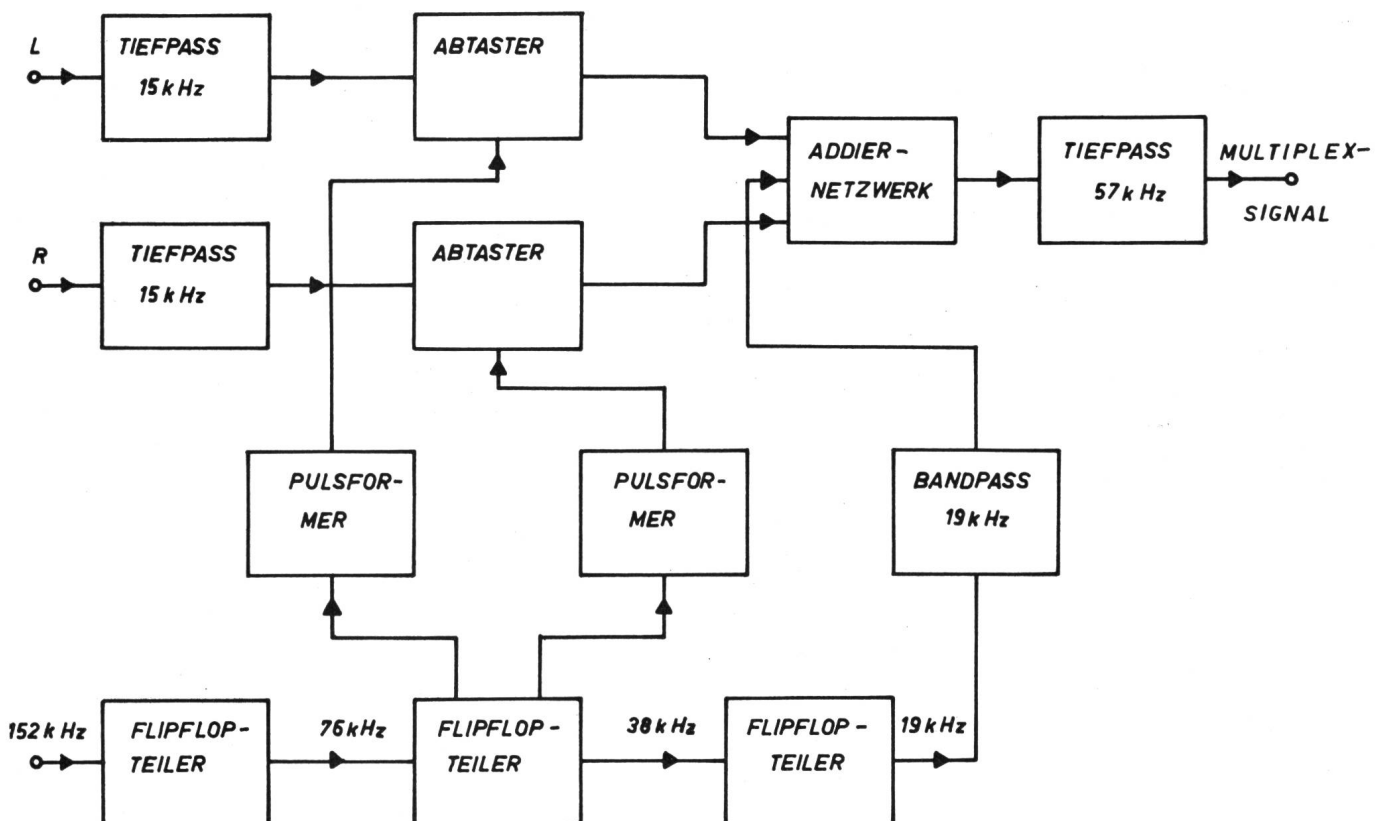 L
TIEFPASS
15 kHz
ABTASTER
ADDIER -
NETZWERK
TIEFPASS
57 kHz
MULTIPLEX-
SIGNAL
R
TIEFPASS
15 kHz
ABTASTER
PULSFOR-
MER
PULSFOR-
MER
BANDPASS
19 kHz
152 kHz
FLIPFLOP -
TEILER
76 kHz
FLIPFLOP -
TEILER
38 kHz
FLIPFLOP -
TEILER
19 kHz